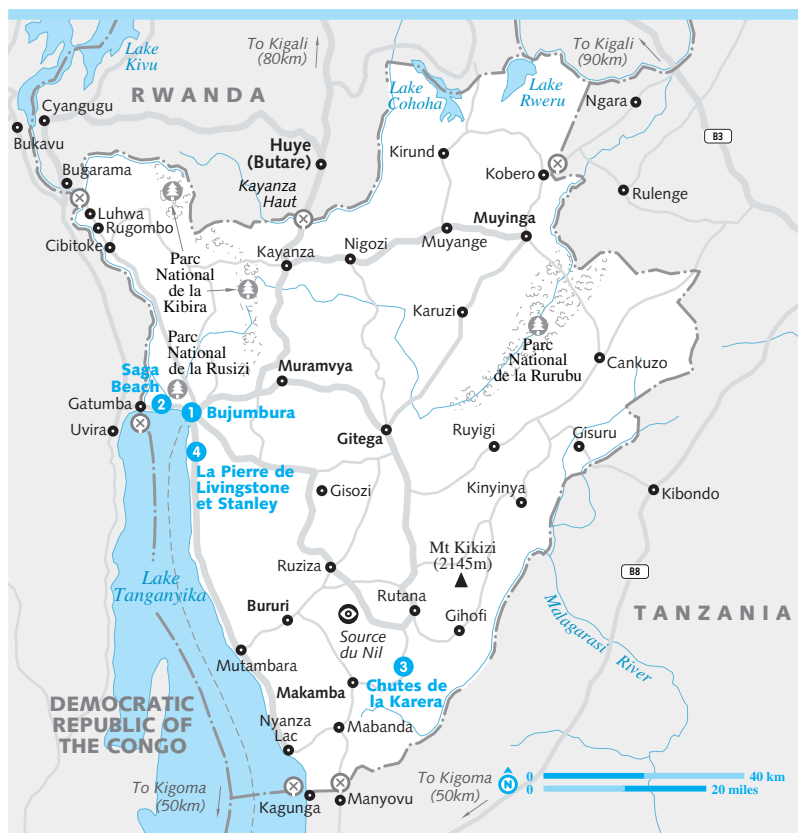 To Kigali
(80km)
To Kigali
(90km)
Lake
Kivu
Lake
Cohoha
Lake
Rweru
RWANDA
Ngara
Cyangugu
Bukavu
B3
Huye
(Butare)
Kirund
Kobero
Bugarama
Kayanza
Haut
Rulenge
Luhwa
Rugombo
Muyinga
Cibitoke
Muyange
Kayanza
Nigozi
Parc
National
de la
Kibira
Karuzi
Parc
National
de la Rusizi
Parc
National
de la Rurubu
Cankuzo
Saga
Beach
Muramvya
Gatumba
2
1
Bujumbura
Uvira
Gitega
Ruyigi
Gisuru
4
La Pierre de
Livingstone
et Stanley
Gisozi
Kinyinya
Kibondo
Mt Kikizi
(2145m)
Ruziza
B8
Lake
Tanganyika
Bururi
Rutana
Malagarasi River
TANZANIA
Source
du Nil
Gihofi
Mutambara
3
Chutes de
la Karera
Makamba
DEMOCRATIC
REPUBLIC OF
THE CONGO
Nyanza
Lac
Mabanda
To Kigoma
(50km)
Kagunga
Manyovu
To Kigoma
(50km)
N
0 40 km
0 20 miles